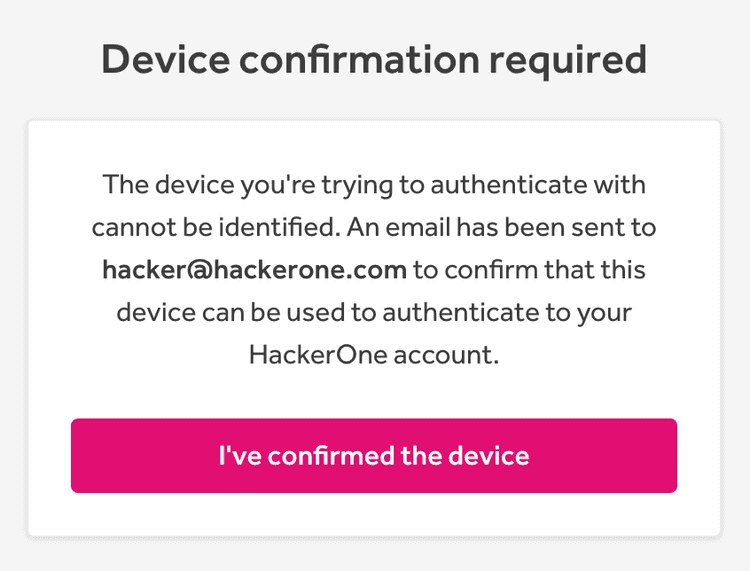 Device confirmation required
The device you're trying to authenticate with
cannot be identified. An email has been sent to
hacker@hackerone.com to confirm that this
device can be used to authenticate to your
HackerOne account.
I've confirmed the device